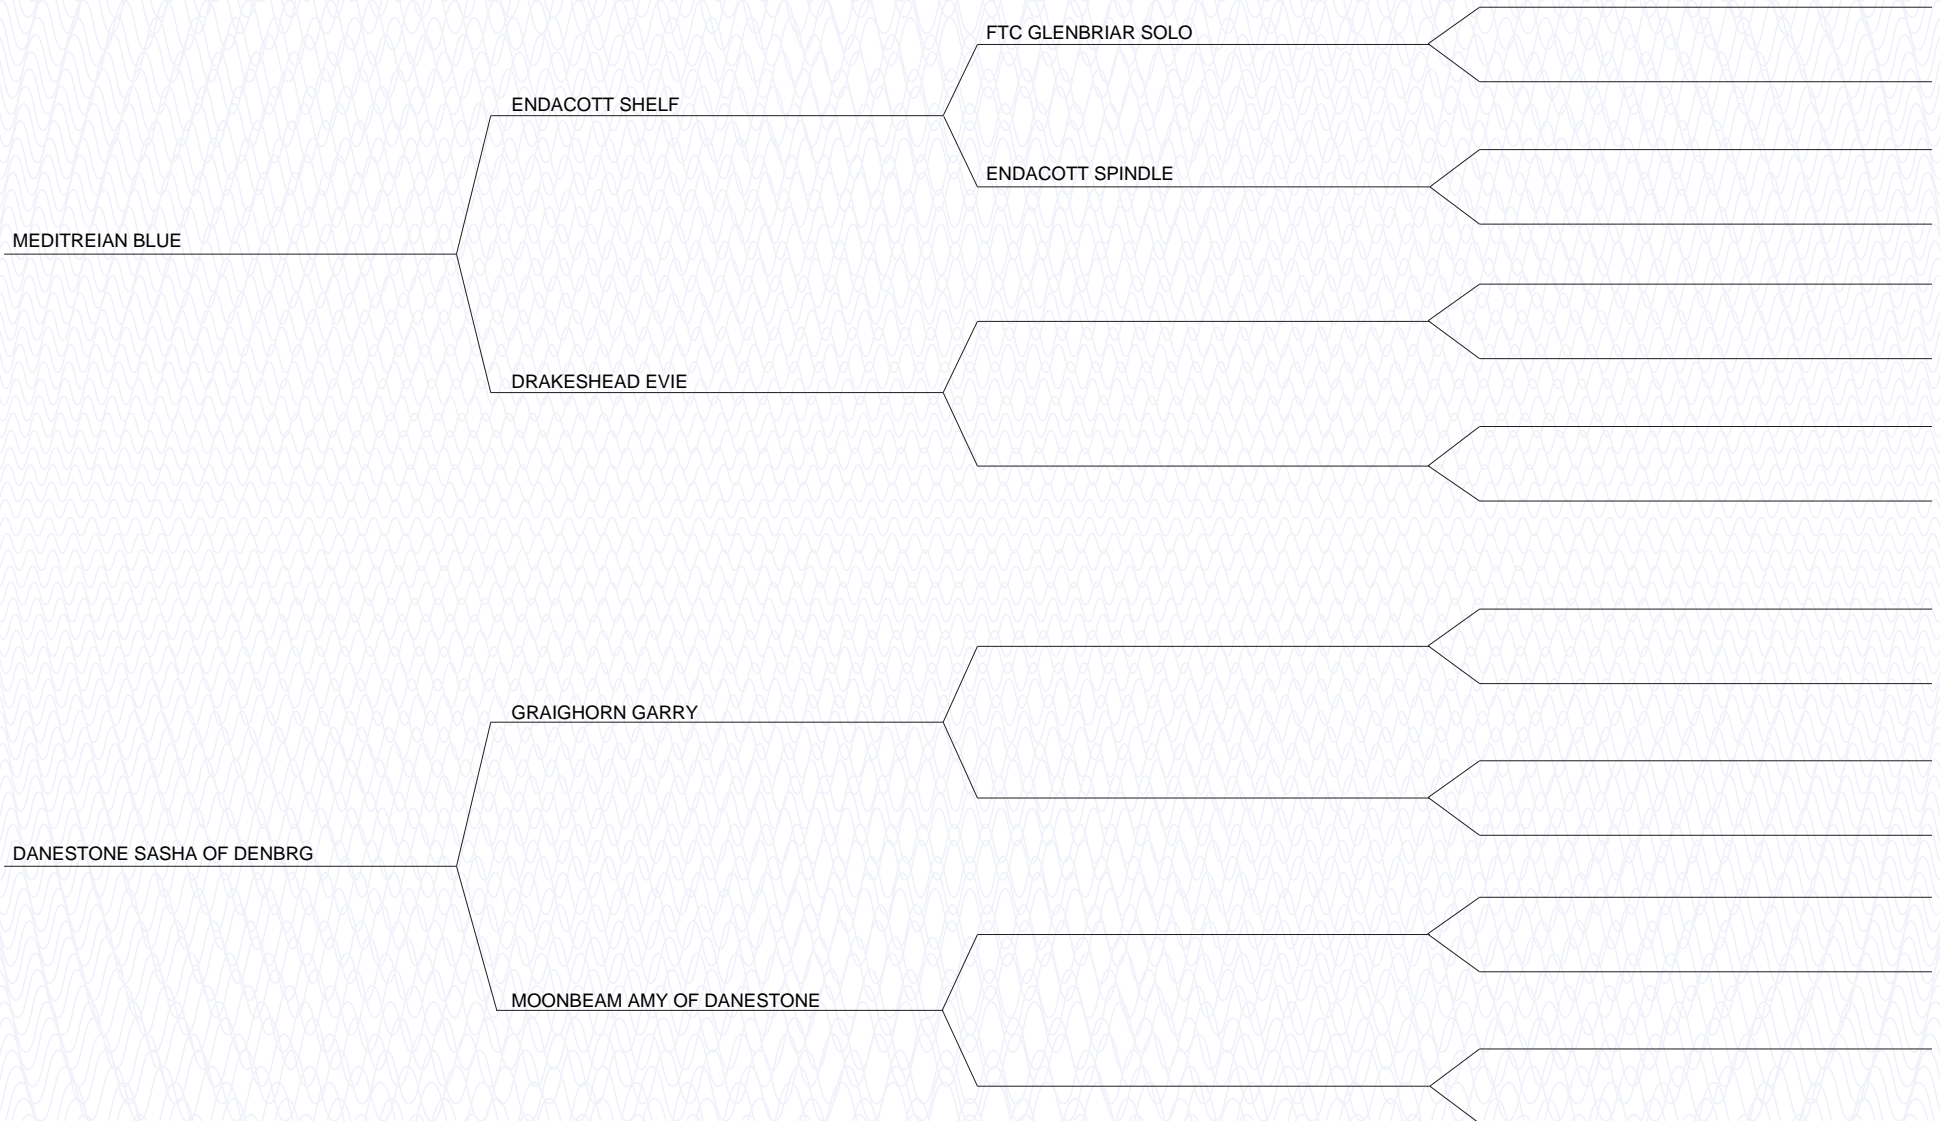 FTC GLENBRIAR SOLO
ENDACOTT SHELF
ENDACOTT SPINDLE
MEDITREIAN BLUE
DRAKESHEAD EVIE
GRAIGHORN GARRY
DANESTONE SASHA OF DENBRG
MOONBEAM AMY OF DANESTONE